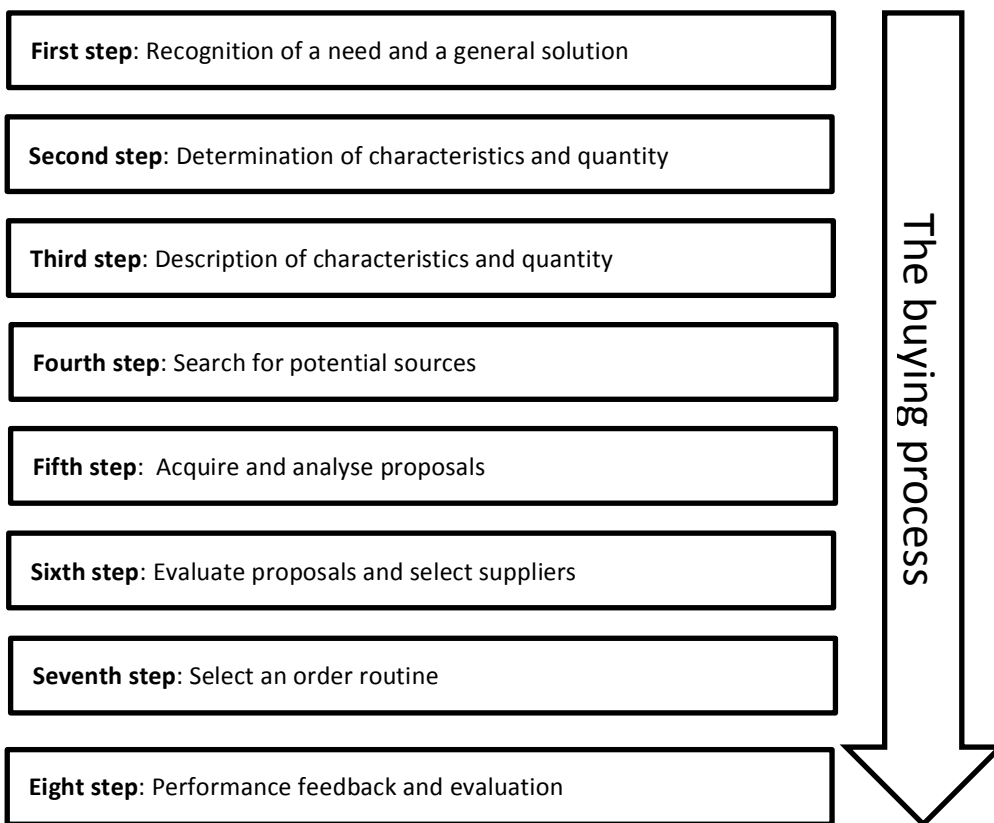 First step: Recognition of a need and a general solution
Second step: Determination of characteristics and quantity
Third step: Description of characteristics and quantity
Fourth step: Search for potential sources
Fifth step:  Acquire and analyse proposals
Sixth step: Evaluate proposals and select suppliers
Seventh step: Select an order routine
Eight step: Performance feedback and evaluation
The buying process